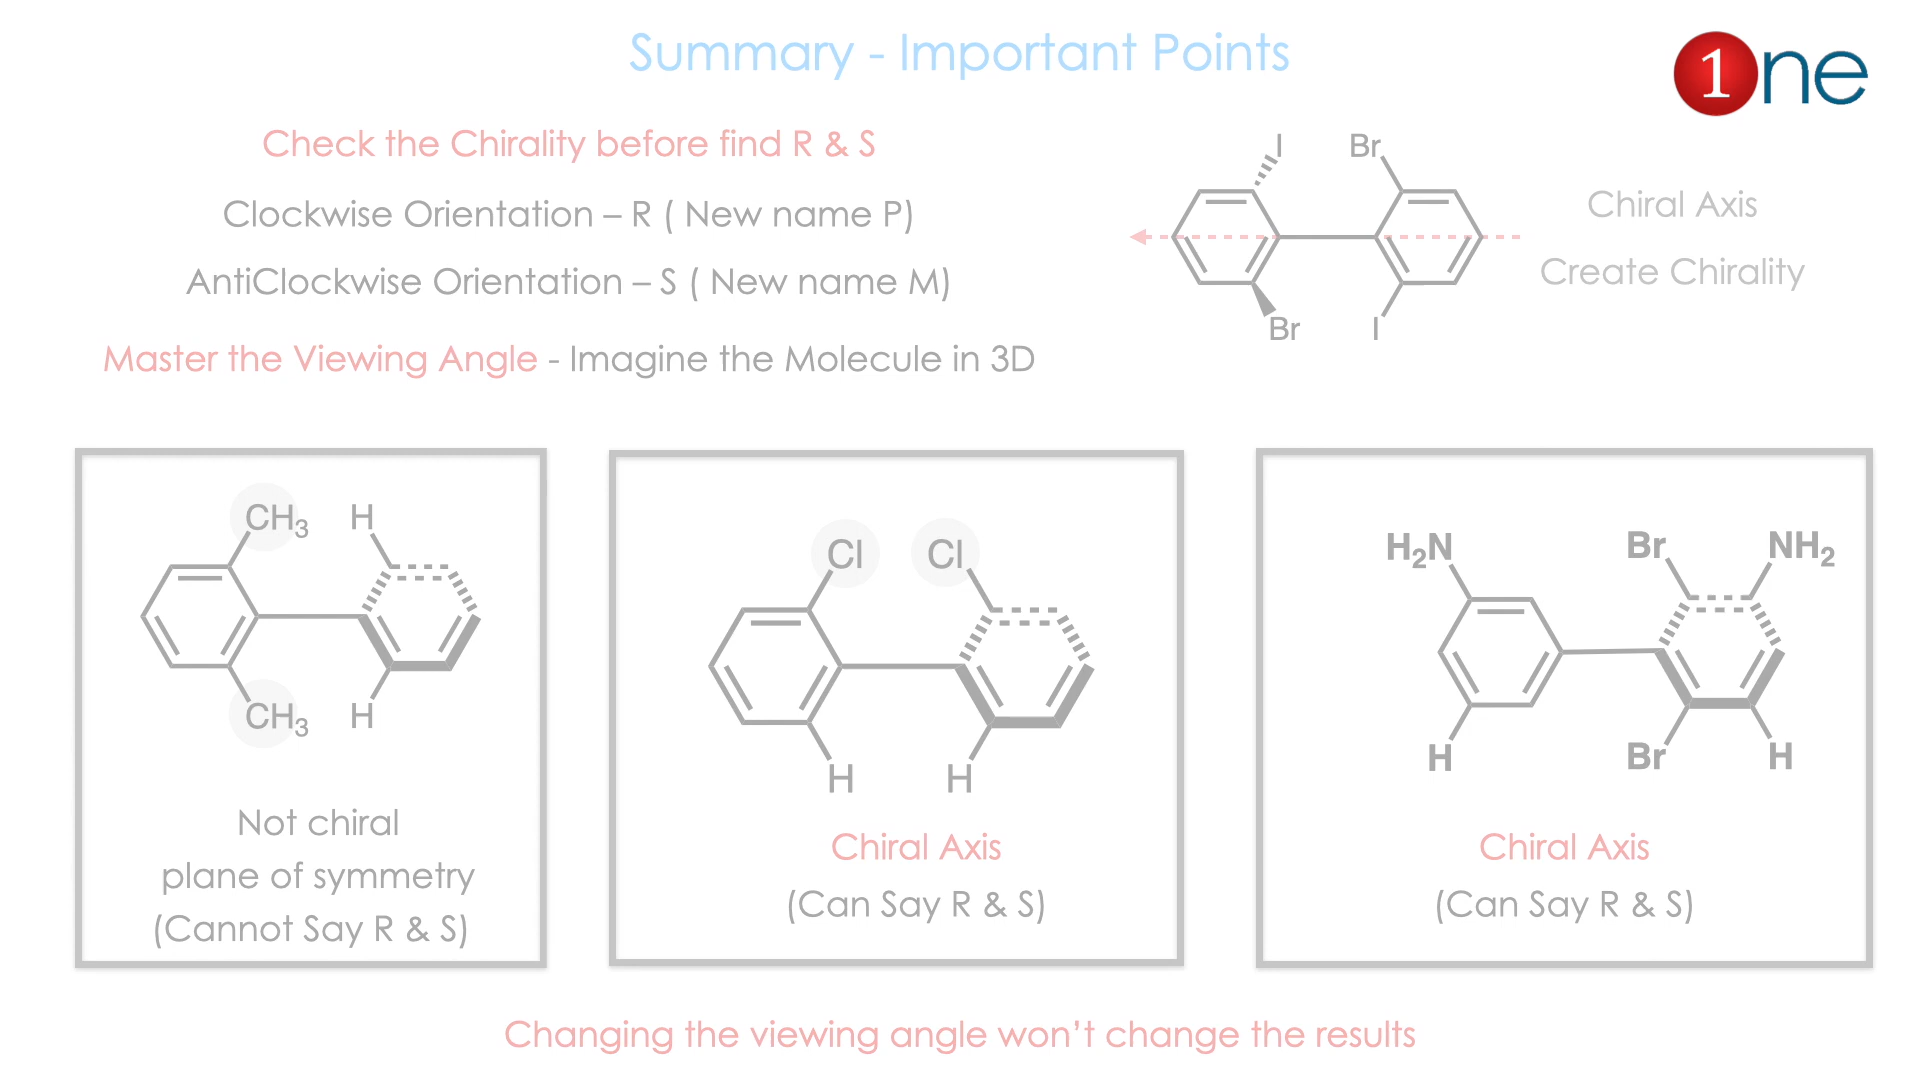 Summary - Important Points
1ne
Check the Chirality before find R & S
Clockwise Orientation – R ( New name P)
AntiClockwise Orientation – S ( New name M)
Master the Viewing Angle - Imagine the Molecule in 3D
I Br
Br I
Chiral Axis
Create Chirality
CH3 H
CH3 H
Not chiral
plane of symmetry
(Cannot Say R & S)
Cl Cl
H H
Chiral Axis
(Can Say R & S)
H2N Br NH2
H Br H
Chiral Axis
(Can Say R & S)
Changing the viewing angle won't change the results